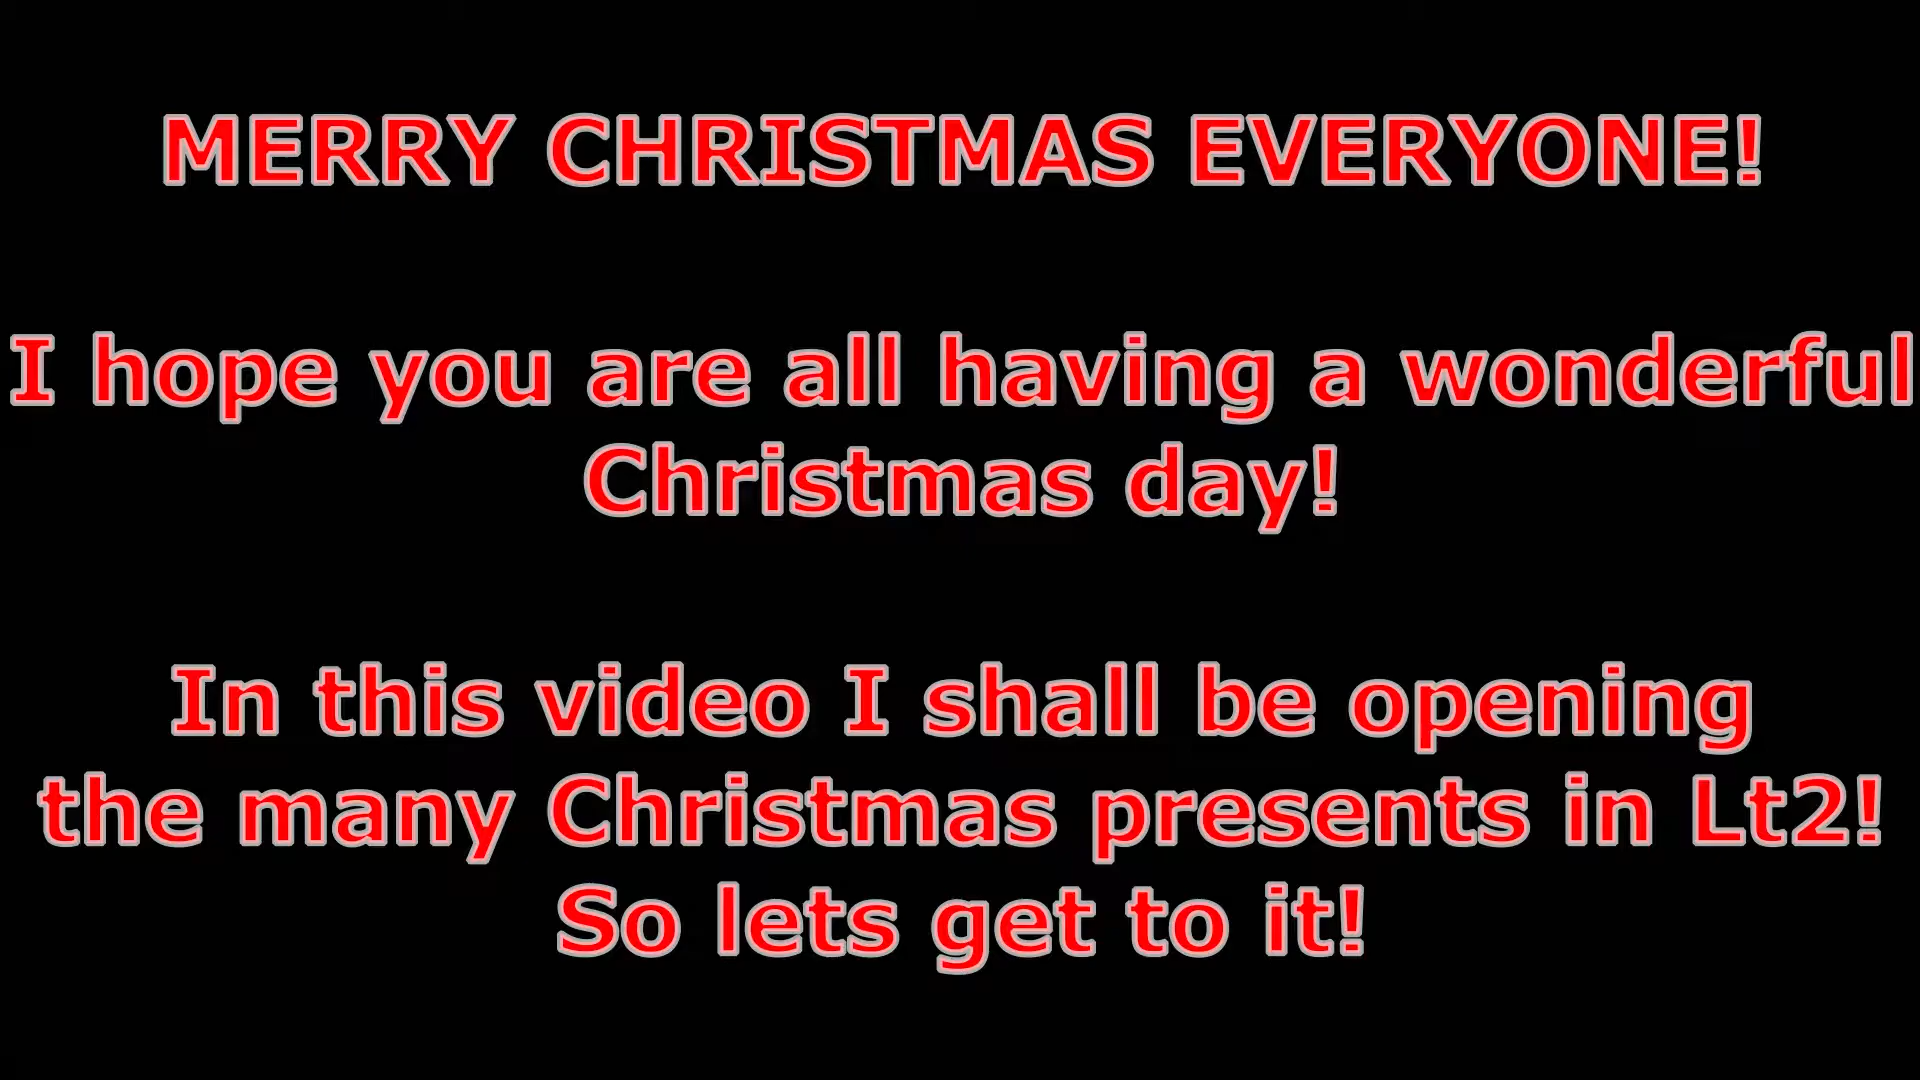 MERRY CHRISTMAS EVERYONE!
I hope you are all having a wonderful
Christmas day!
In this video I shall be opening
the many Christmas presents in Lt2!
So lets get to it!